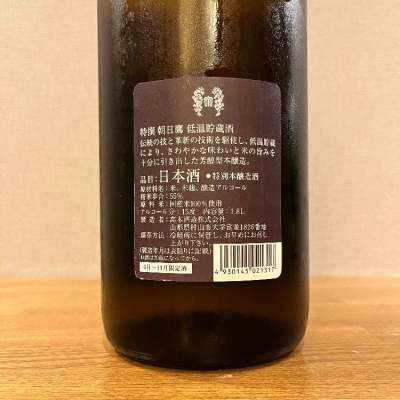 特撰 朝日鷹 低温貯蔵酒
伝統の技と革新の技術を駆使し、低温貯蔵
により、さわやかな味わいと米の旨みを
十分に引き出した芳醇型本醸造。
品目：日本酒 ●特別本醸造酒
原材料名：米、米麹、醸造アルコール
精米歩合：55％
原料米：国産米100％使用
アルコール分：15度 内容量：1.8L
製造者：高木酒造株式会社
山形県村山市大字富並1826番地
保存方法：冷暗所に保管し、お早めにお召し
上がり下さい。
(製造年月は表貼りに記載)
お酒は20歳になってから。
6月～10月限定酒
4930145021317